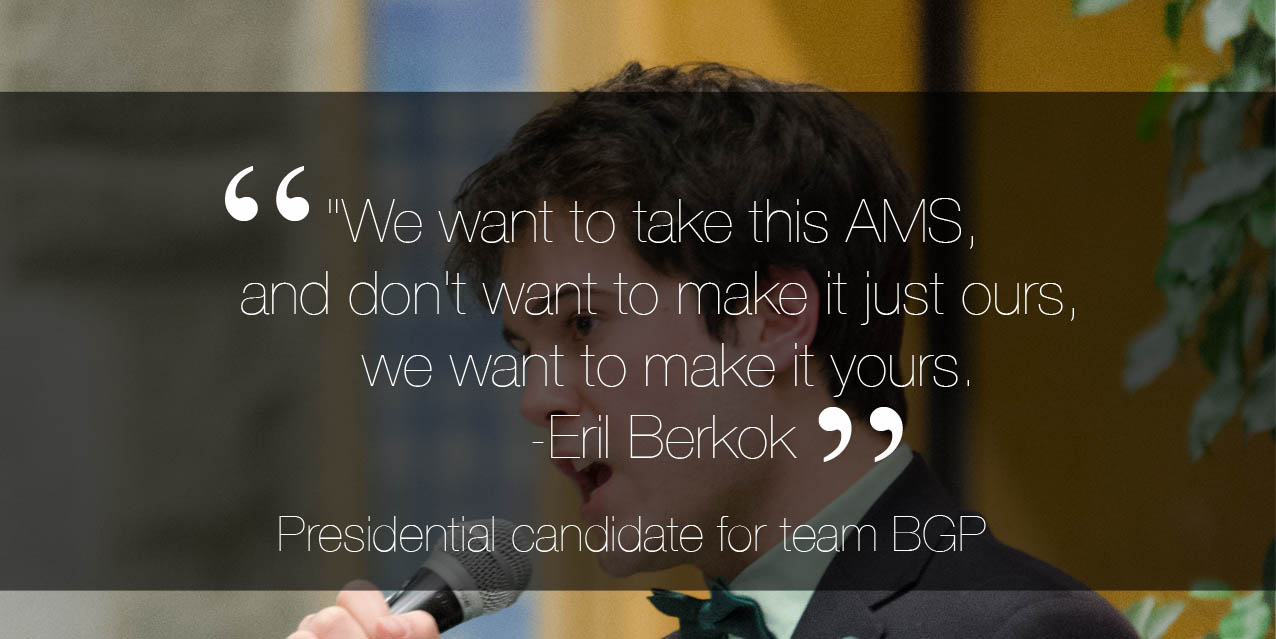 “ "We want to take this AMS,
and don't want to make it just ours,
we want to make it yours.
-Eril Berkok ”
Presidential candidate for team BGP